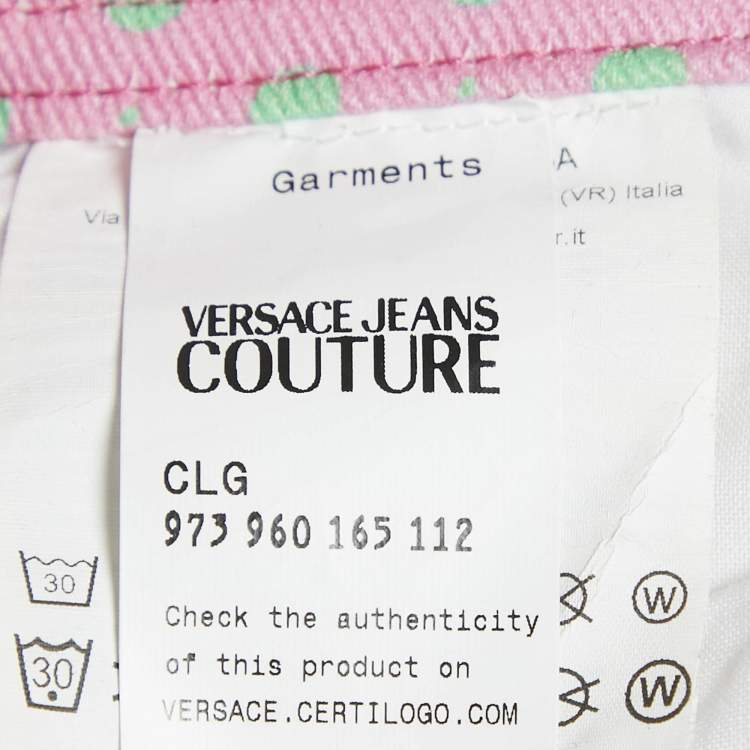 Garments
A
Via
(VR) Italia
r.it
VERSACE JEANS
COUTURE
CLG
973 960 165 112
30
W
Check the authenticity
of this product on
VERSACE.CERTILOGO.COM
30
W